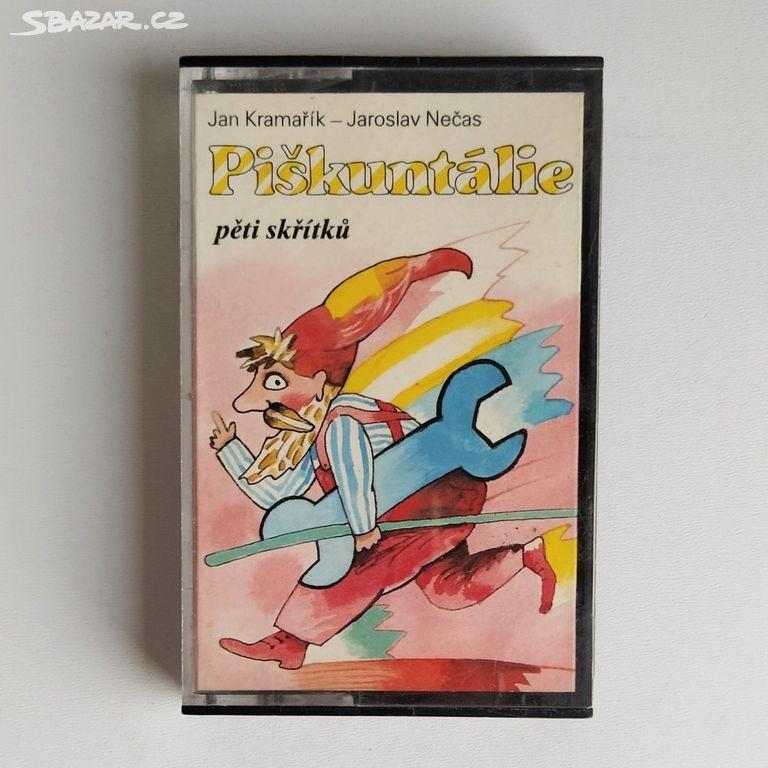 SBAZAR.CZ
Jan Kramařík – Jaroslav Nečas
Piškuntálie
pěti skřítků